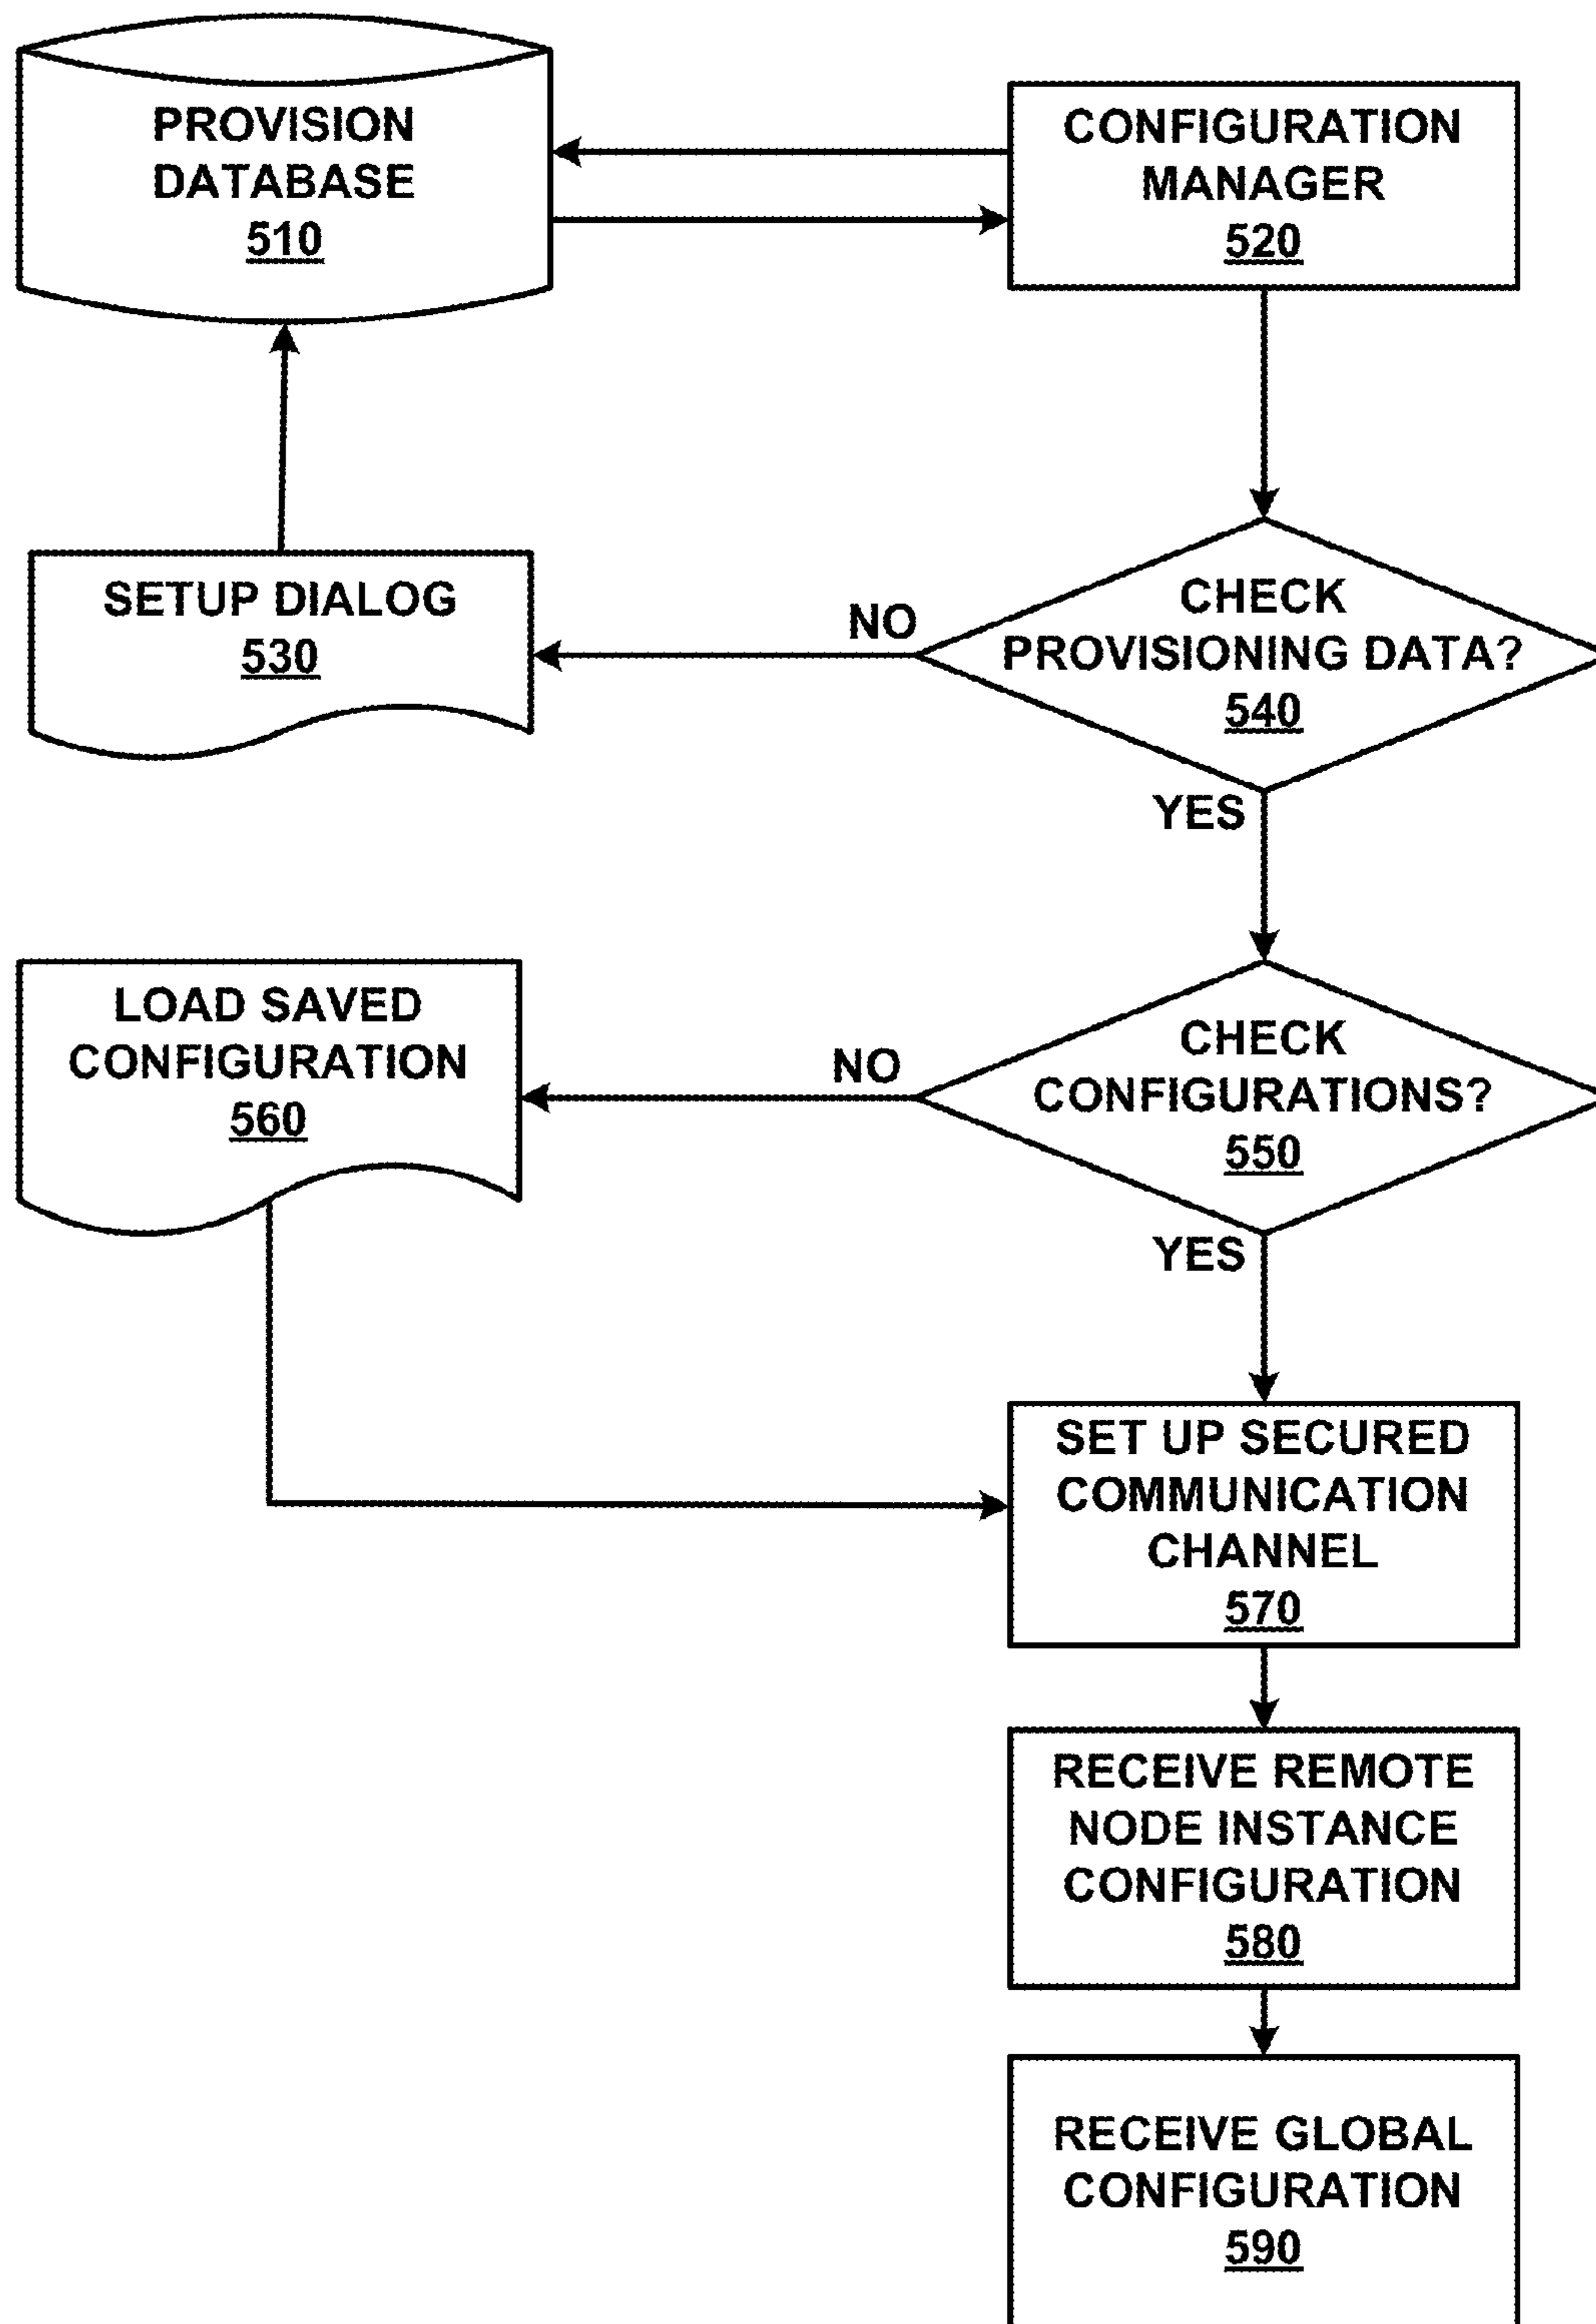 PROVISION
DATABASE
510
CONFIGURATION
MANAGER
520
SETUP DIALOG
530
NO
CHECK
PROVISIONING DATA?
540
YES
LOAD SAVED
CONFIGURATION
560
NO
CHECK
CONFIGURATIONS?
550
YES
SET UP SECURED
COMMUNICATION
CHANNEL
570
RECEIVE REMOTE
NODE INSTANCE
CONFIGURATION
580
RECEIVE GLOBAL
CONFIGURATION
590